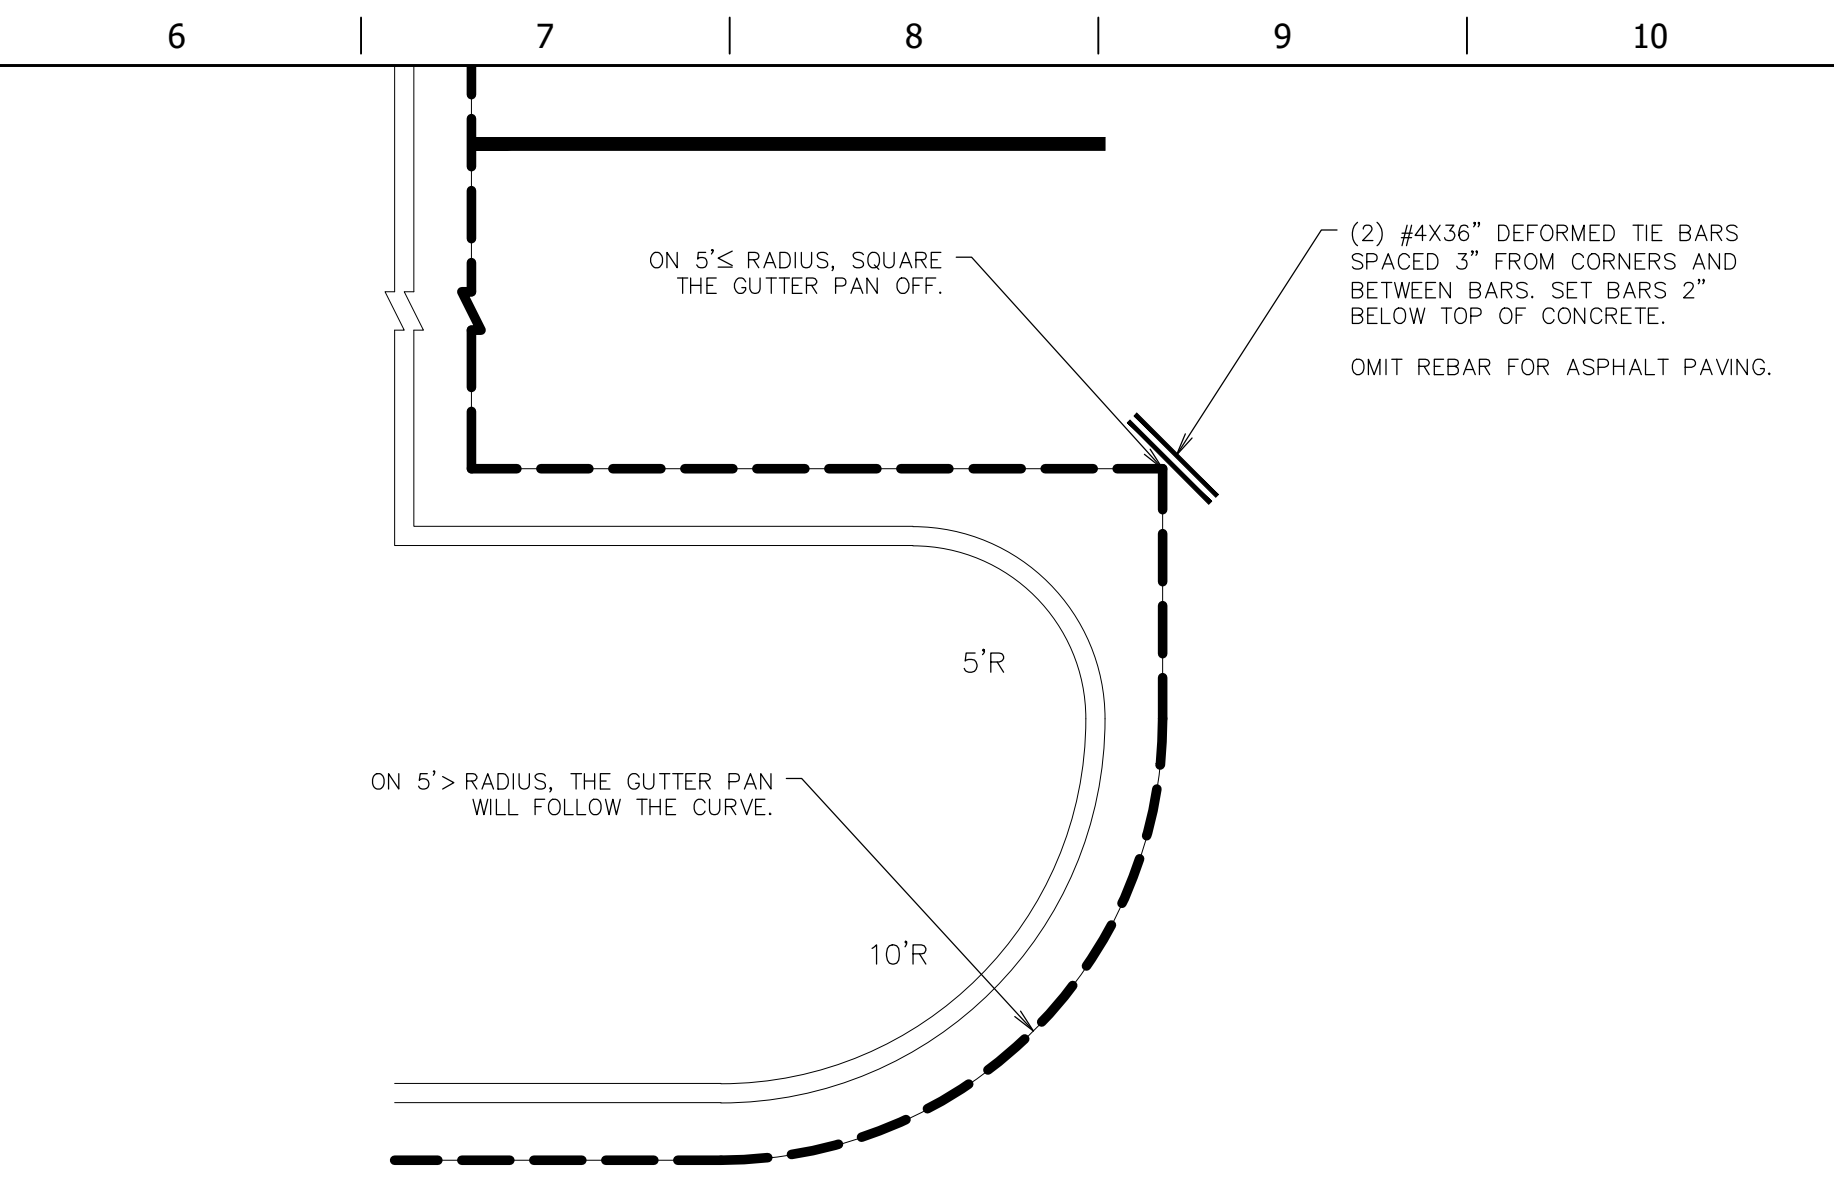 6 7 8 9 10
ON 5'≤ RADIUS, SQUARE
THE GUTTER PAN OFF.
(2) #4X36" DEFORMED TIE BARS
SPACED 3" FROM CORNERS AND
BETWEEN BARS. SET BARS 2"
BELOW TOP OF CONCRETE.
OMIT REBAR FOR ASPHALT PAVING.
5'R
ON 5'> RADIUS, THE GUTTER PAN
WILL FOLLOW THE CURVE.
10'R